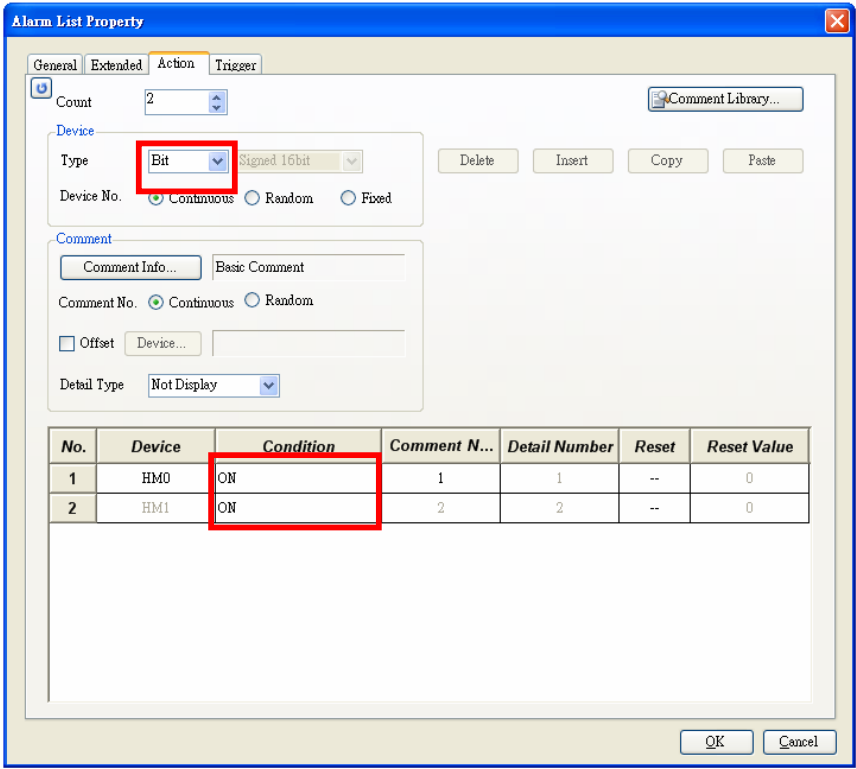 Alarm List Property
General Extended Action Trigger
Count 2 Comment Library...
Device
Type Bit Signed 16bit Delete Insert Copy Paste
Device No. Continuous Random Fixed
Comment
Comment Info... Basic Comment
Comment No. Continuous Random
Offset Device...
Detail Type Not Display
No. Device Condition Comment N... Detail Number Reset Reset Value
1 HM0 ON 1 1 -- 0
2 HM1 ON 2 2 -- 0
OK Cancel